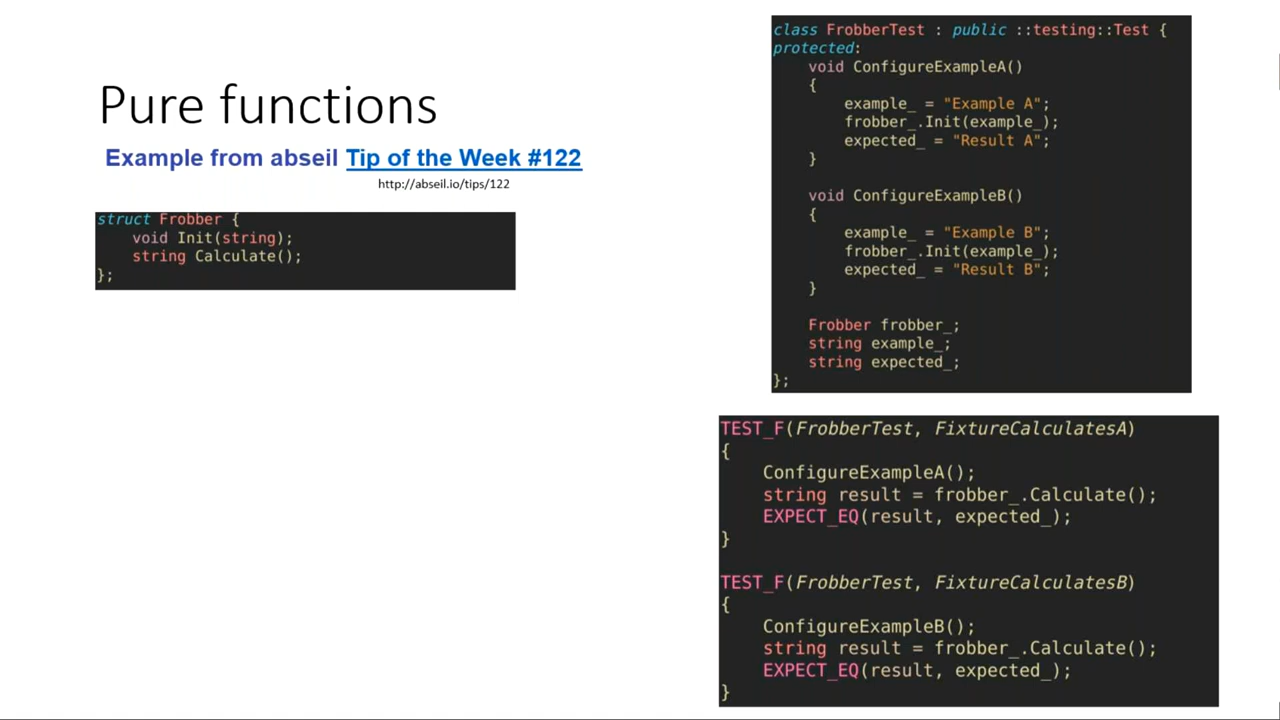 Pure functions
Example from abseil Tip of the Week #122
http://abseil.io/tips/122
struct Frobber {
    void Init(string);
    string Calculate();
};
class FrobberTest : public ::testing::Test {
protected:
    void ConfigureExampleA()
    {
        example_ = "Example A";
        frobber_.Init(example_);
        expected_ = "Result A";
    }
    void ConfigureExampleB()
    {
        example_ = "Example B";
        frobber_.Init(example_);
        expected_ = "Result B";
    }
    Frobber frobber_;
    string example_;
    string expected_;
};
TEST_F(FrobberTest, FixtureCalculatesA)
{
    ConfigureExampleA();
    string result = frobber_.Calculate();
    EXPECT_EQ(result, expected_);
}
TEST_F(FrobberTest, FixtureCalculatesB)
{
    ConfigureExampleB();
    string result = frobber_.Calculate();
    EXPECT_EQ(result, expected_);
}